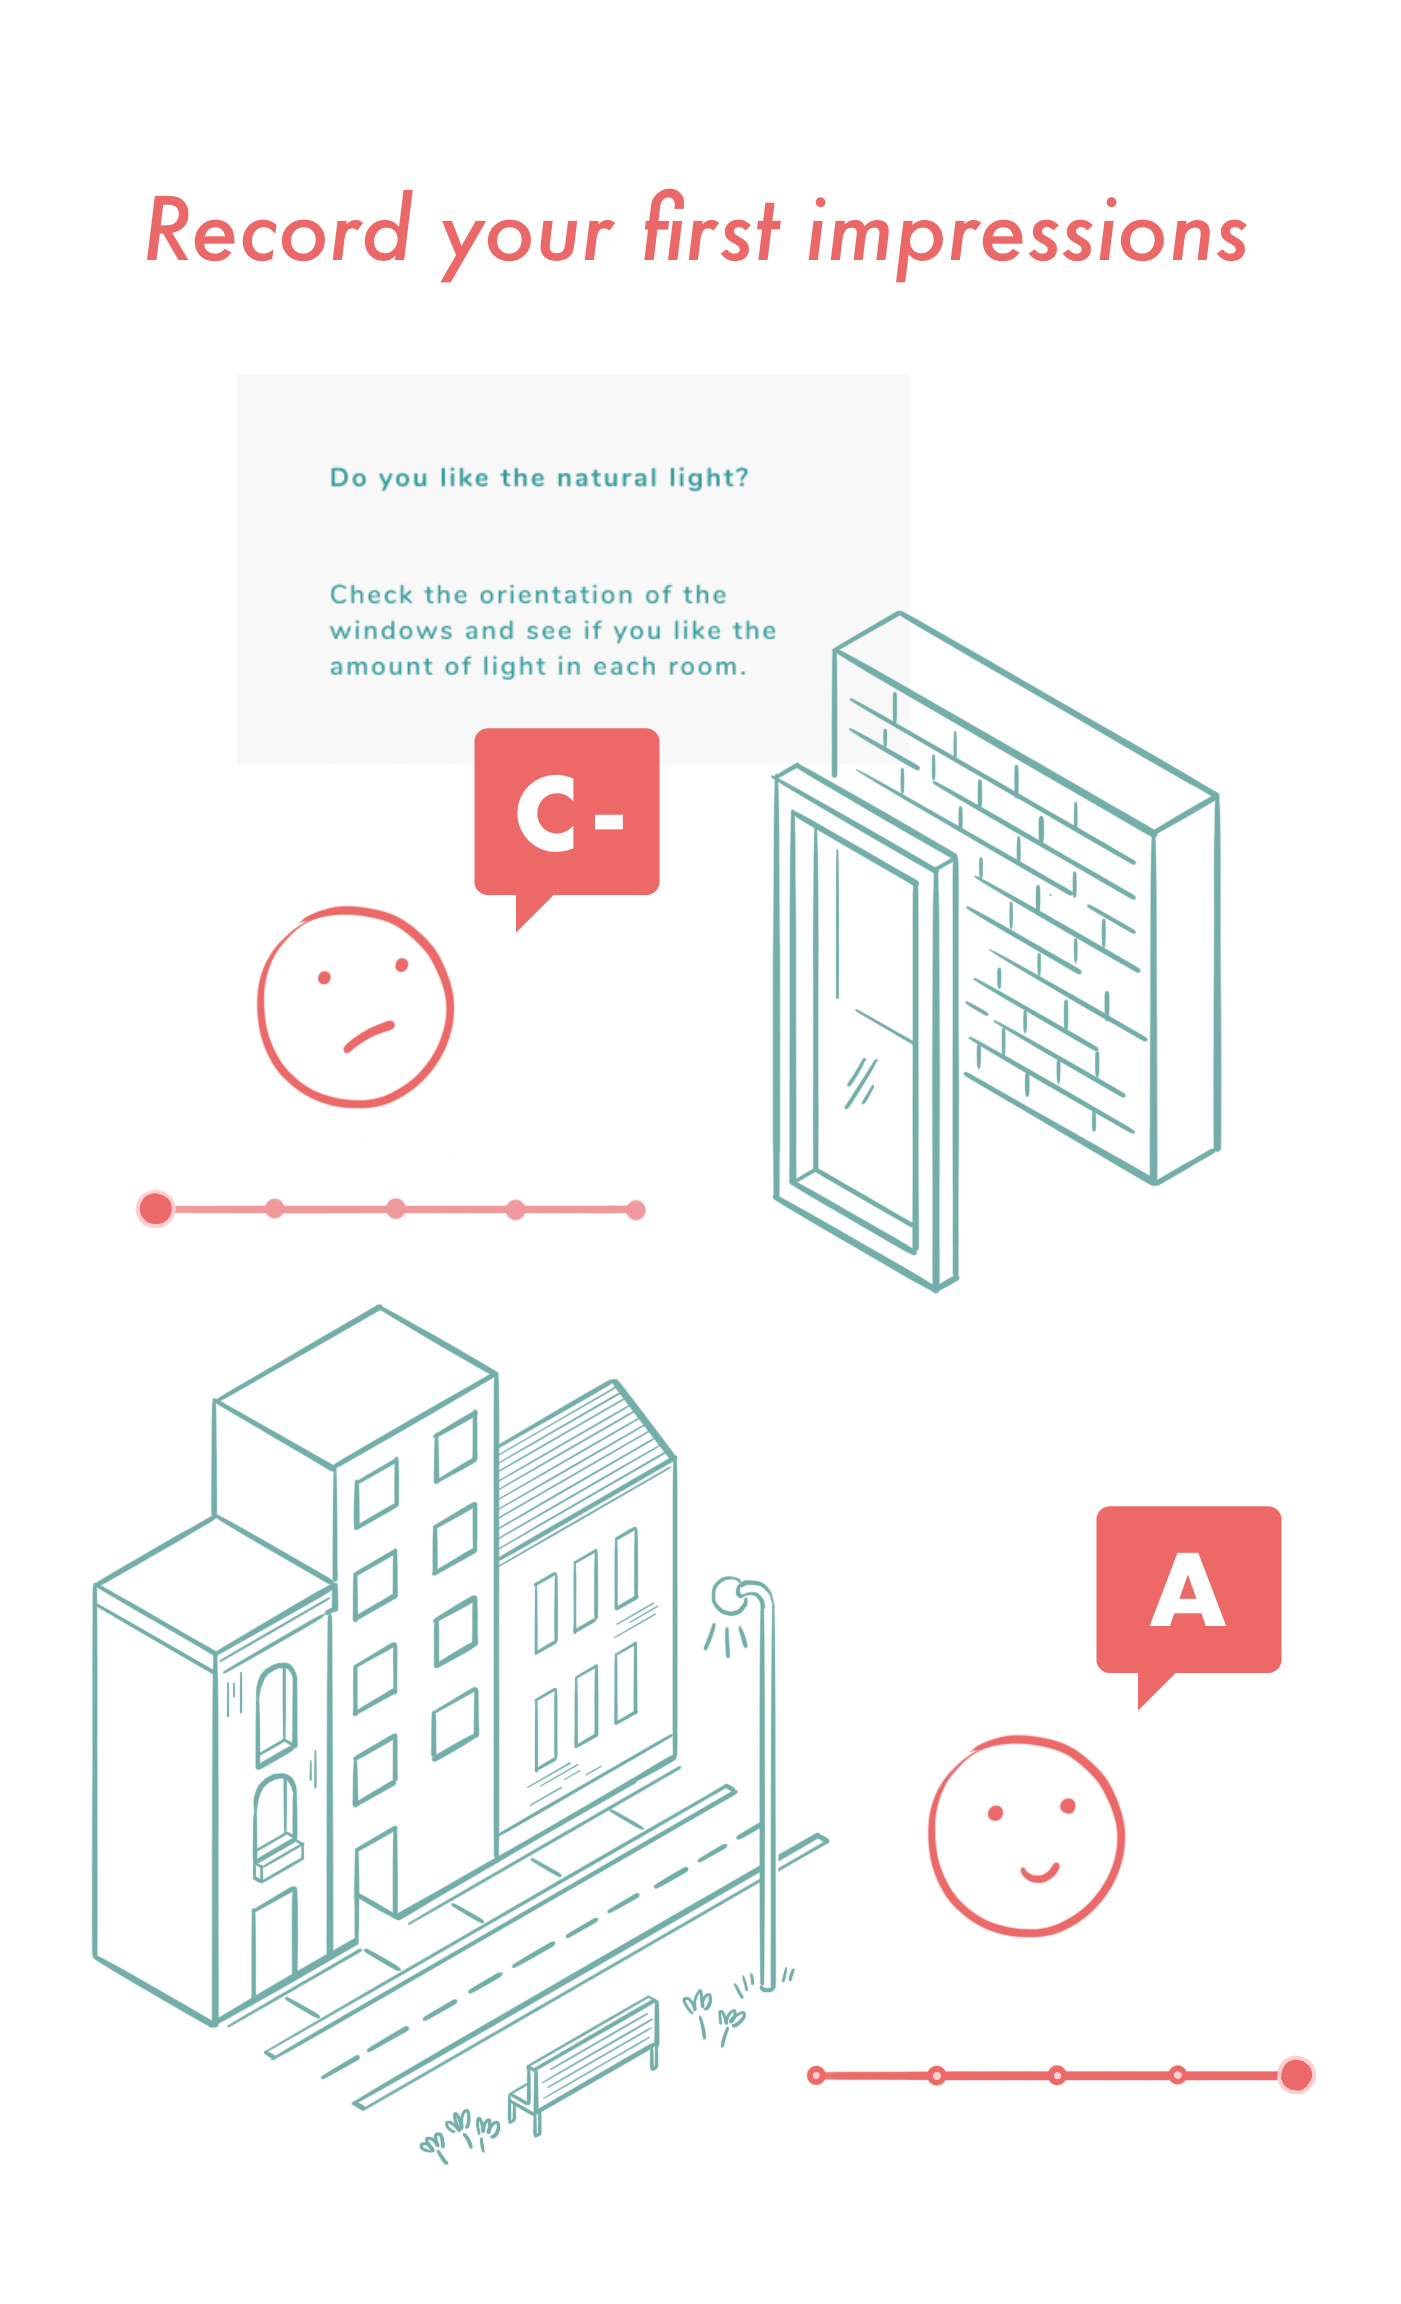 Record your first impressions
Do you like the natural light?
Check the orientation of the
windows and see if you like the
amount of light in each room.
C-
A